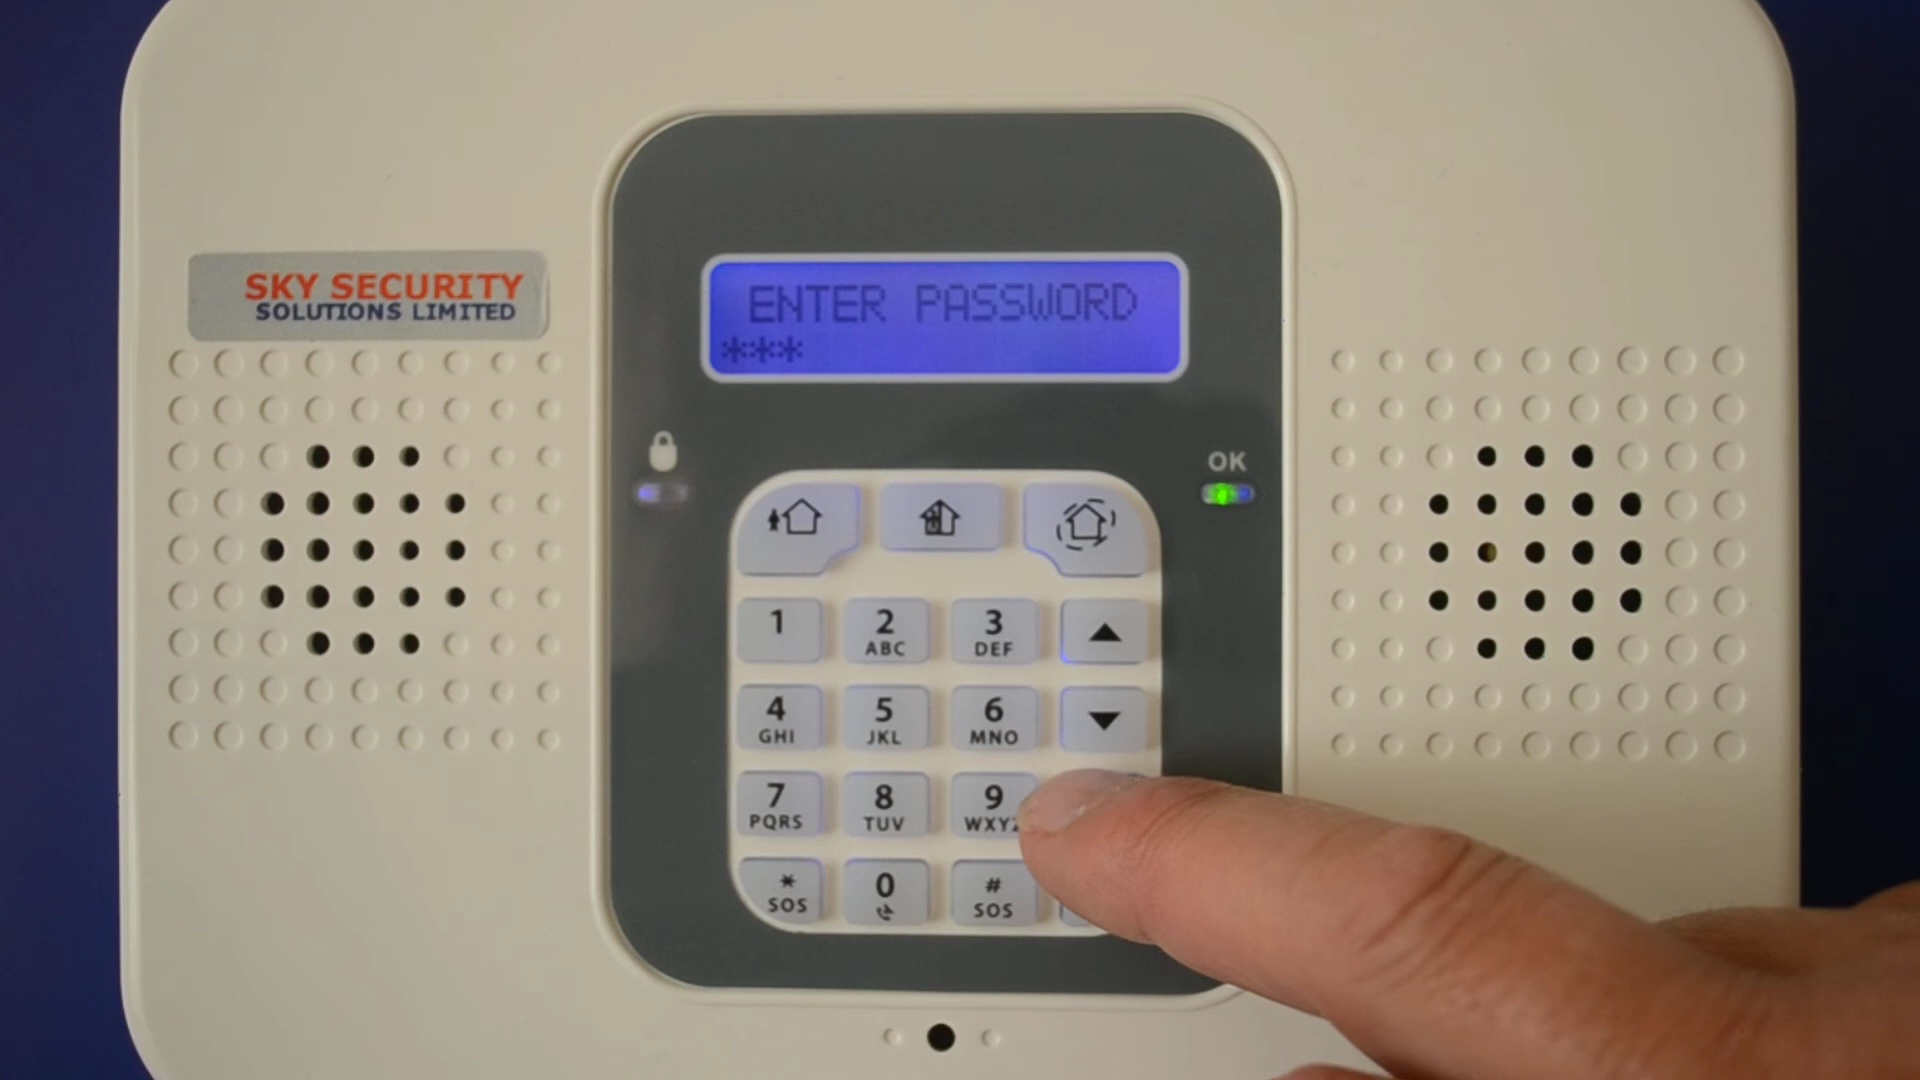 SKY SECURITY
SOLUTIONS LIMITED
ENTER PASSWORD
***
OK
1
2
ABC
3
DEF
4
GHI
5
JKL
6
MNO
7
PQRS
8
TUV
9
WXYZ
*
SOS
0
#
SOS